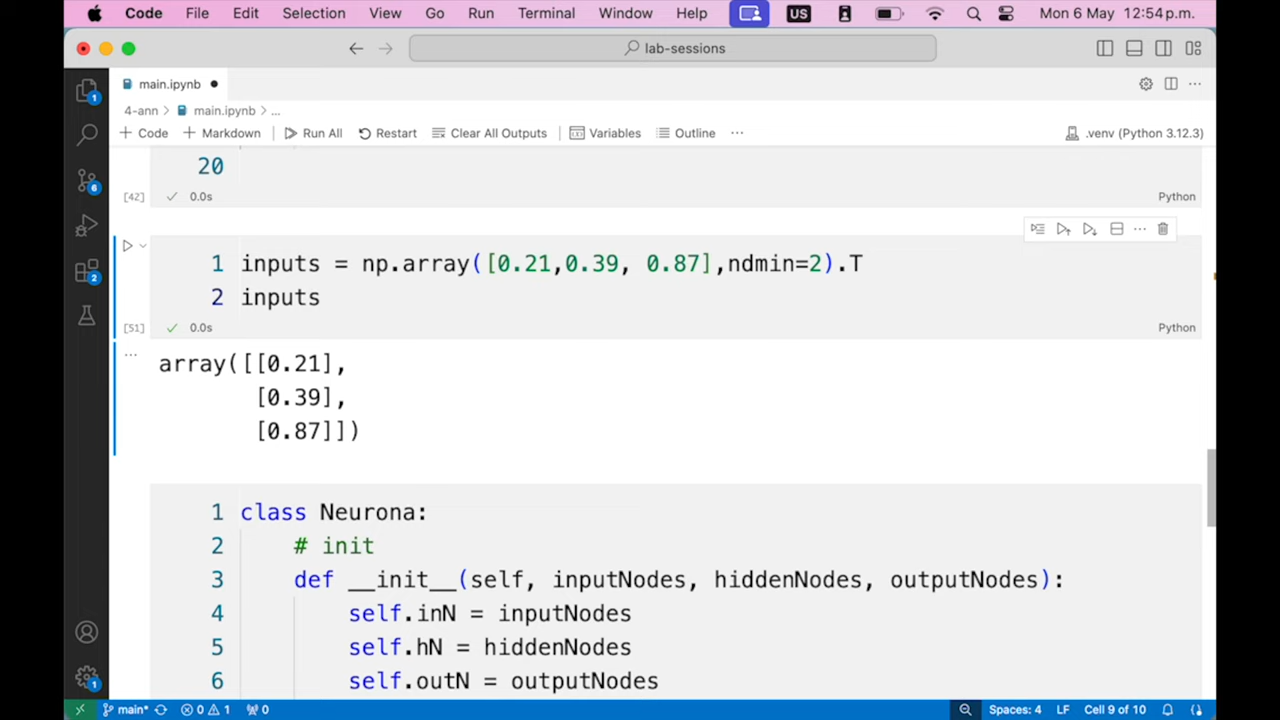 Code File Edit Selection View Go Run Terminal Window Help US Mon 6 May 12:54 p.m.
lab-sessions
main.ipynb
4-ann > main.ipynb > ...
+ Code + Markdown Run All Restart Clear All Outputs Variables Outline ... .venv (Python 3.12.3)
20
[42] 0.0s Python
1 inputs = np.array([0.21,0.39, 0.87],ndmin=2).T
2 inputs
[51] 0.0s Python
array([[0.21],
[0.39],
[0.87]])
1 class Neurona:
2 # init
3 def __init__(self, inputNodes, hiddenNodes, outputNodes):
4 self.inN = inputNodes
5 self.hN = hiddenNodes
6 self.outN = outputNodes
1
6
2
1
main* 0 1 0 Spaces: 4 LF Cell 9 of 10